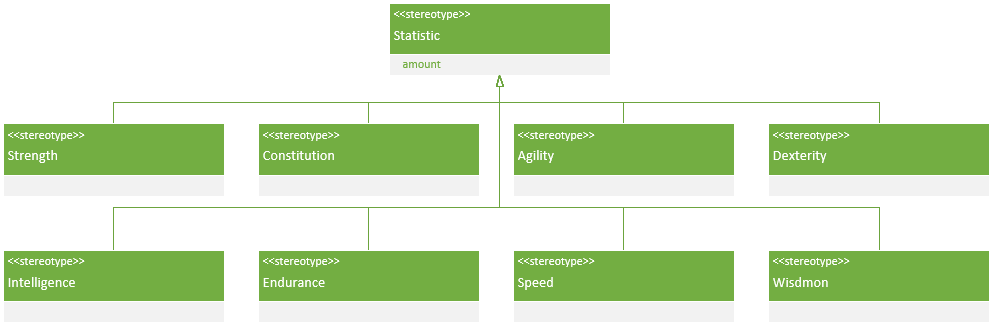 <<stereotype>>
Statistic
amount
<<stereotype>>
Strength
<<stereotype>>
Constitution
<<stereotype>>
Agility
<<stereotype>>
Dexterity
<<stereotype>>
Intelligence
<<stereotype>>
Endurance
<<stereotype>>
Speed
<<stereotype>>
Wisdmon